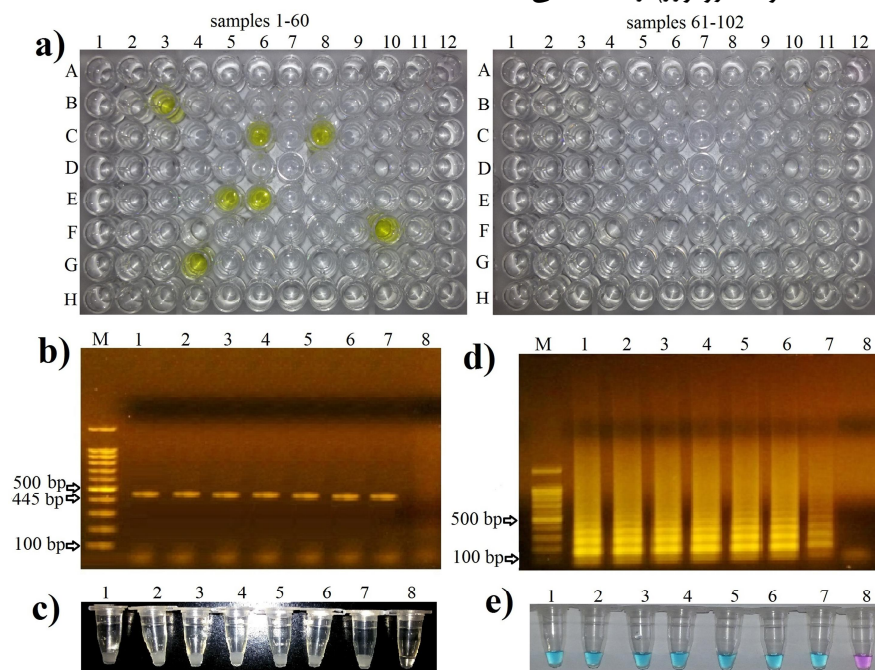 samples 1-60 samples 61-102
a)
1 2 3 4 5 6 7 8 9 10 11 12 1 2 3 4 5 6 7 8 9 10 11 12
A A
B B
C C
D D
E E
F F
G G
H H
b) M 1 2 3 4 5 6 7 8
500 bp
445 bp
100 bp
d) M 1 2 3 4 5 6 7 8
500 bp
100 bp
c) 1 2 3 4 5 6 7 8
e) 1 2 3 4 5 6 7 8